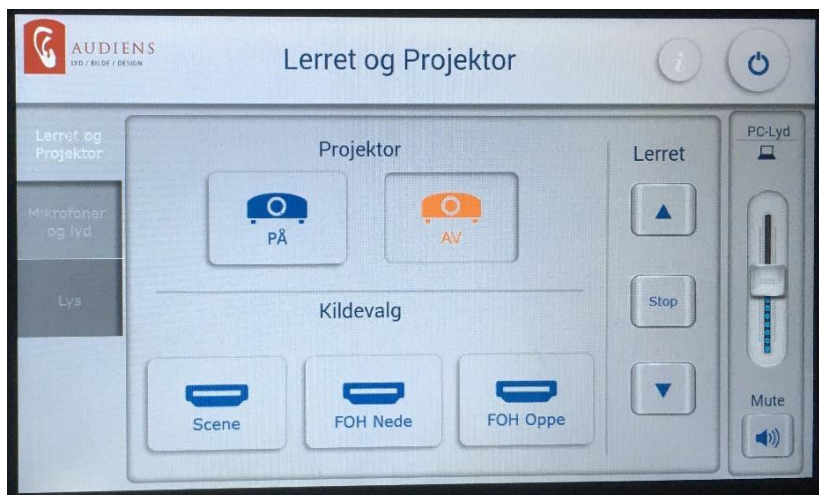 AUDIENS
LYD / BILDE / DESIGN
Lerret og Projektor
i
Lerret og
Projektor
Mikrofoner
og lyd
Lys
Projektor
PÅ
AV
Kildevalg
Scene
FOH Nede
FOH Oppe
Lerret
Stop
PC-Lyd
Mute